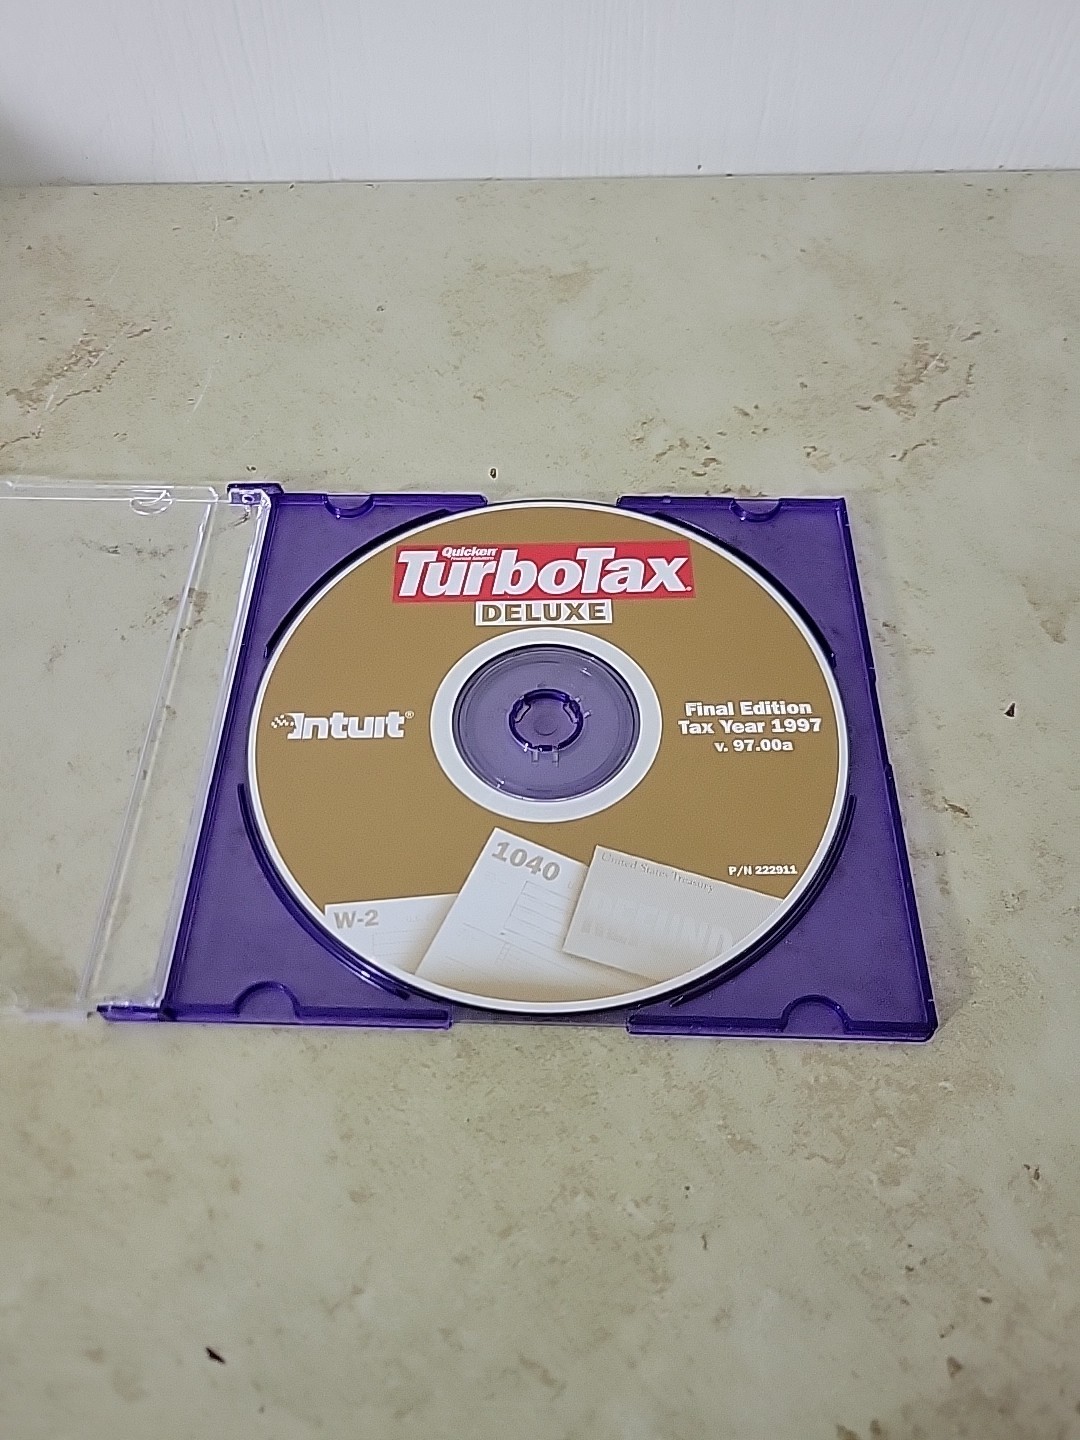 Quicken
TurboTax®
DELUXE
Intuit®
Final Edition
Tax Year 1997
v. 97.00a
P/N 222911
1040
United States Treasury
REFUND
W-2